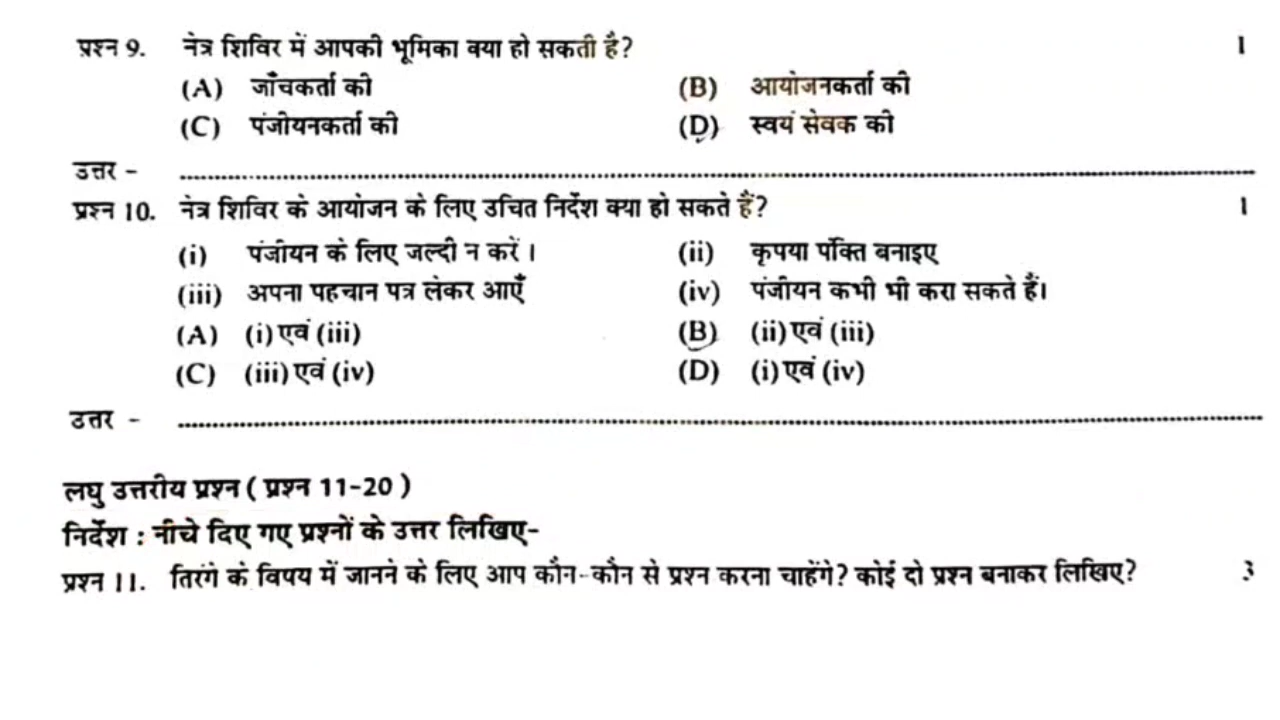 प्रश्न 9. नेत्र शिविर में आपकी भूमिका क्या हो सकती है? 1
(A) जाँचकर्ता की (B) आयोजनकर्ता की
(C) पंजीयनकर्ता की (D) स्वयं सेवक की
उत्तर - ..........
प्रश्न 10. नेत्र शिविर के आयोजन के लिए उचित निर्देश क्या हो सकते हैं? 1
(i) पंजीयन के लिए जल्दी न करें। (ii) कृपया पंक्ति बनाइए
(iii) अपना पहचान पत्र लेकर आएँ (iv) पंजीयन कभी भी करा सकते हैं।
(A) (i) एवं (iii) (B) (ii) एवं (iii)
(C) (iii) एवं (iv) (D) (i) एवं (iv)
उत्तर - ..........
लघु उत्तरीय प्रश्न ( प्रश्न 11-20 )
निर्देश : नीचे दिए गए प्रश्नों के उत्तर लिखिए-
प्रश्न 11. तिरंगे के विषय में जानने के लिए आप कौन-कौन से प्रश्न करना चाहेंगे? कोई दो प्रश्न बनाकर लिखिए? 3